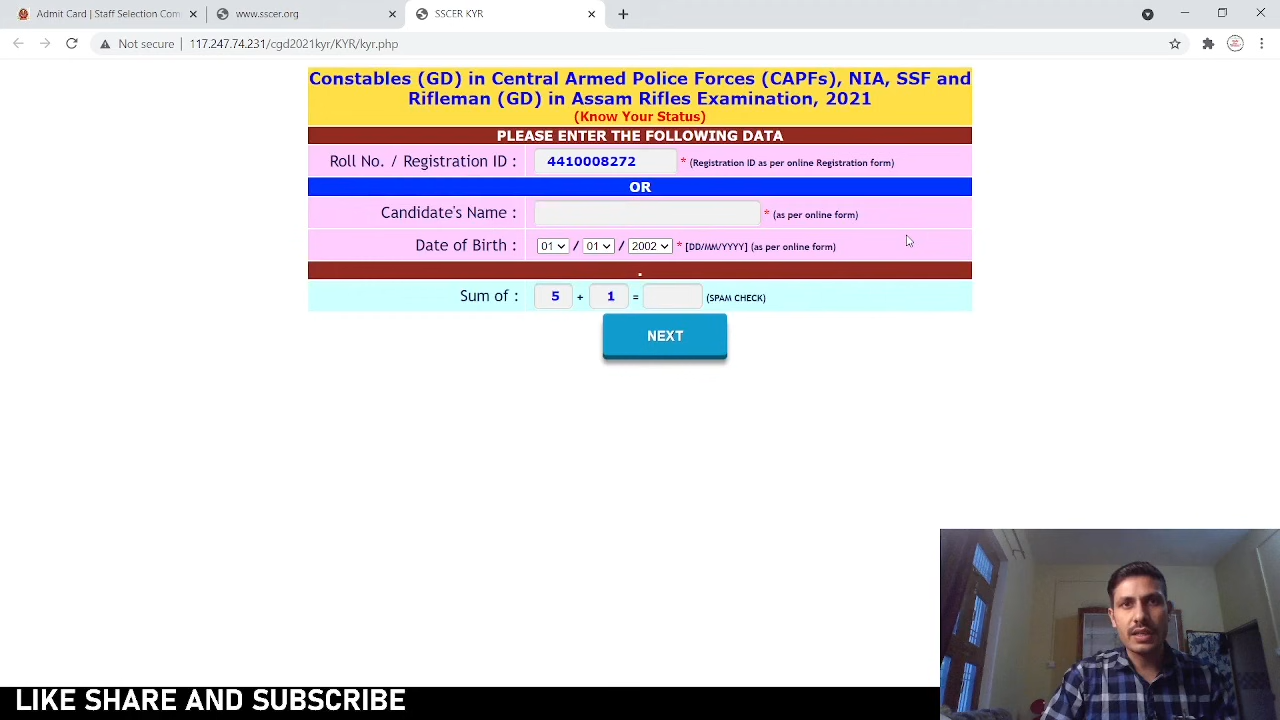 Admit Card | Staff Selection Com
www.sscer.org
SSCER KYR
Not secure
117.247.74.231/cgd2021kyr/KYR/kyr.php
Constables (GD) in Central Armed Police Forces (CAPFs), NIA, SSF and
Rifleman (GD) in Assam Rifles Examination, 2021
(Know Your Status)
PLEASE ENTER THE FOLLOWING DATA
Roll No. / Registration ID : 4410008272 * (Registration ID as per online Registration form)
OR
Candidate's Name : * (as per online form)
Date of Birth : 01 / 01 / 2002 * [DD/MM/YYYY] (as per online form)
.
Sum of : 5 + 1 = (SPAM CHECK)
NEXT
LIKE SHARE AND SUBSCRIBE